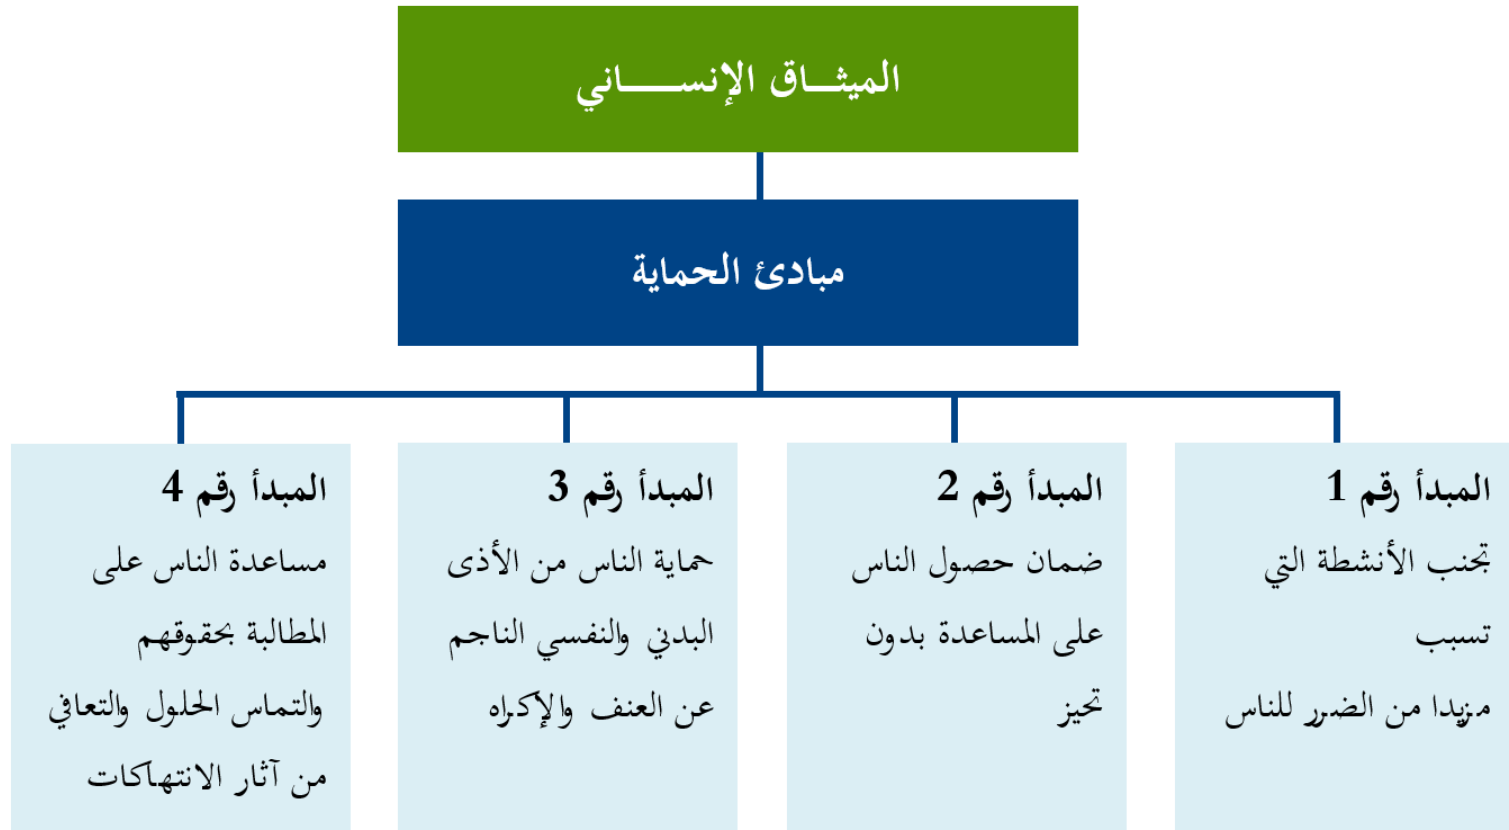 الميثـــاق الإنســـــاني
مبادئ الحماية
المبدأ رقم 1
تجنب الأنشطة التي
تسبب
مزيدا من الضرر للناس
المبدأ رقم 2
ضمان حصول الناس
على المساعدة بدون
تحيز
المبدأ رقم 3
حماية الناس من الأذى
البدني والنفسي الناجم
عن العنف والإكراه
المبدأ رقم 4
مساعدة الناس على
المطالبة بحقوقهم
والتماس الحلول والتعافي
من آثار الانتهاكات